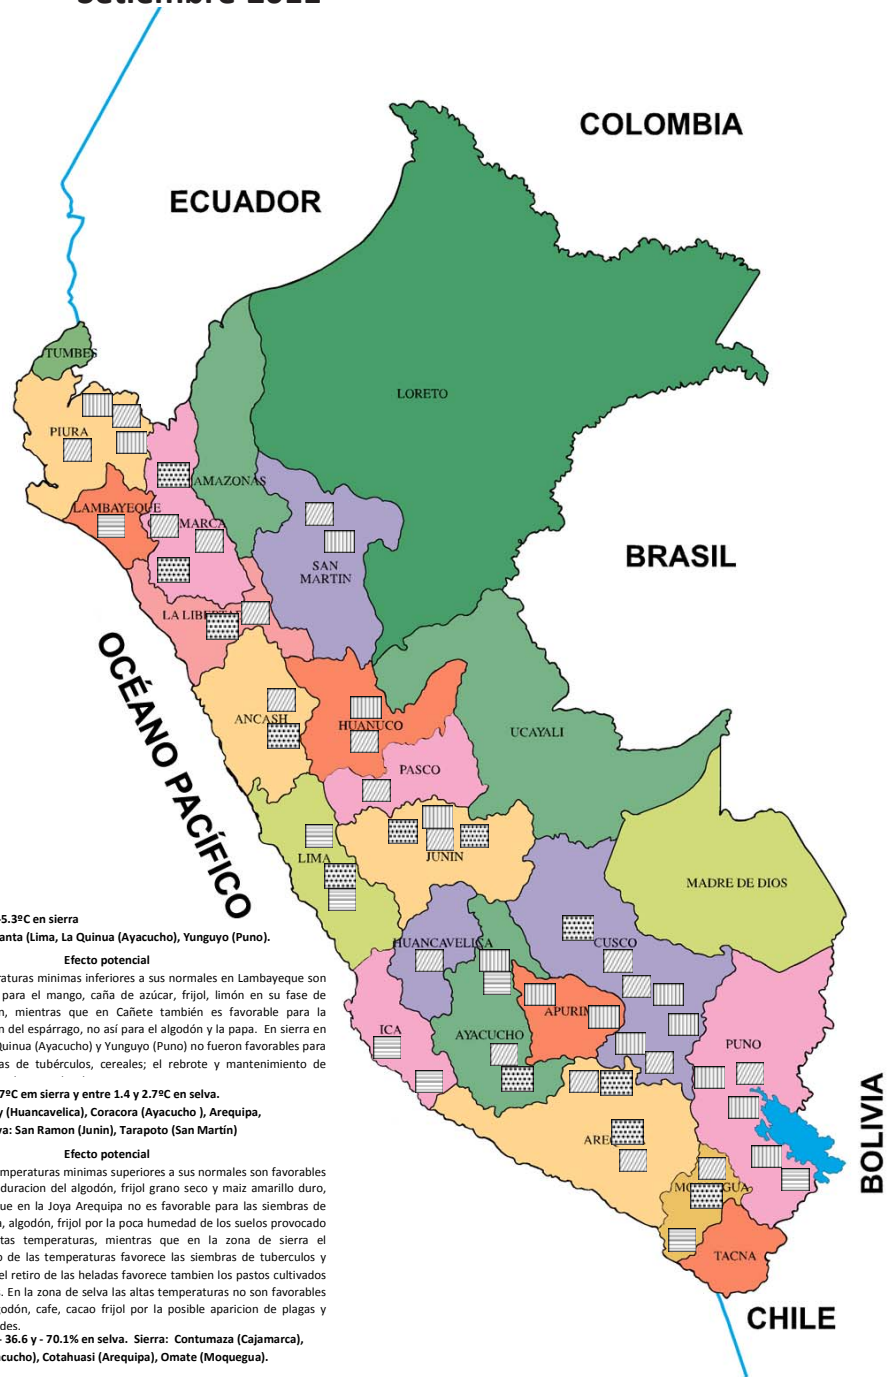 COLOMBIA
ECUADOR
TUMBES
LORETO
PIURA
AMAZONAS
LAMBAYEQUE
MARCA
BRASIL
SAN
MARTIN
LA LIBERTAD
OCÉANO PACÍFICO
ANCASH
HUANUCO
UCAYALI
PASCO
JUNIN
LIMA
MADRE DE DIOS
-5.3ºC en sierra
anta (Lima, La Quinua (Ayacucho), Yunguyo (Puno).
HUANCAVELICA
CUSCO
Efecto potencial
raturas minimas inferiores a sus normales en Lambayeque son
para el mango, caña de azúcar, frijol, limón en su fase de
n, mientras que en Cañete también es favorable para la
n del espárrago, no así para el algodón y la papa. En sierra en
Quinua (Ayacucho) y Yunguyo (Puno) no fueron favorables para
as de tubérculos, cereales; el rebrote y mantenimiento de
APURIM
ICA
AYACUCHO
PUNO
7ºC em sierra y entre 1.4 y 2.7ºC en selva.
y (Huancavelica), Coracora (Ayacucho ), Arequipa,
va: San Ramon (Junin), Tarapoto (San Martín)
Efecto potencial
mperaturas minimas superiores a sus normales son favorables
duracion del algodón, frijol grano seco y maiz amarillo duro,
que en la Joya Arequipa no es favorable para las siembras de
n, algodón, frijol por la poca humedad de los suelos provocado
tas temperaturas, mientras que en la zona de sierra el
o de las temperaturas favorece las siembras de tuberculos y
el retiro de las heladas favorece tambien los pastos cultivados
s. En la zona de selva las altas temperaturas no son favorables
godón, cafe, cacao frijol por la posible aparicion de plagas y
des.
- 36.6 y - 70.1% en selva. Sierra: Contumaza (Cajamarca),
acucho), Cotahuasi (Arequipa), Omate (Moquegua).
ARE
MO
GUA
TACNA
BOLIVIA
CHILE